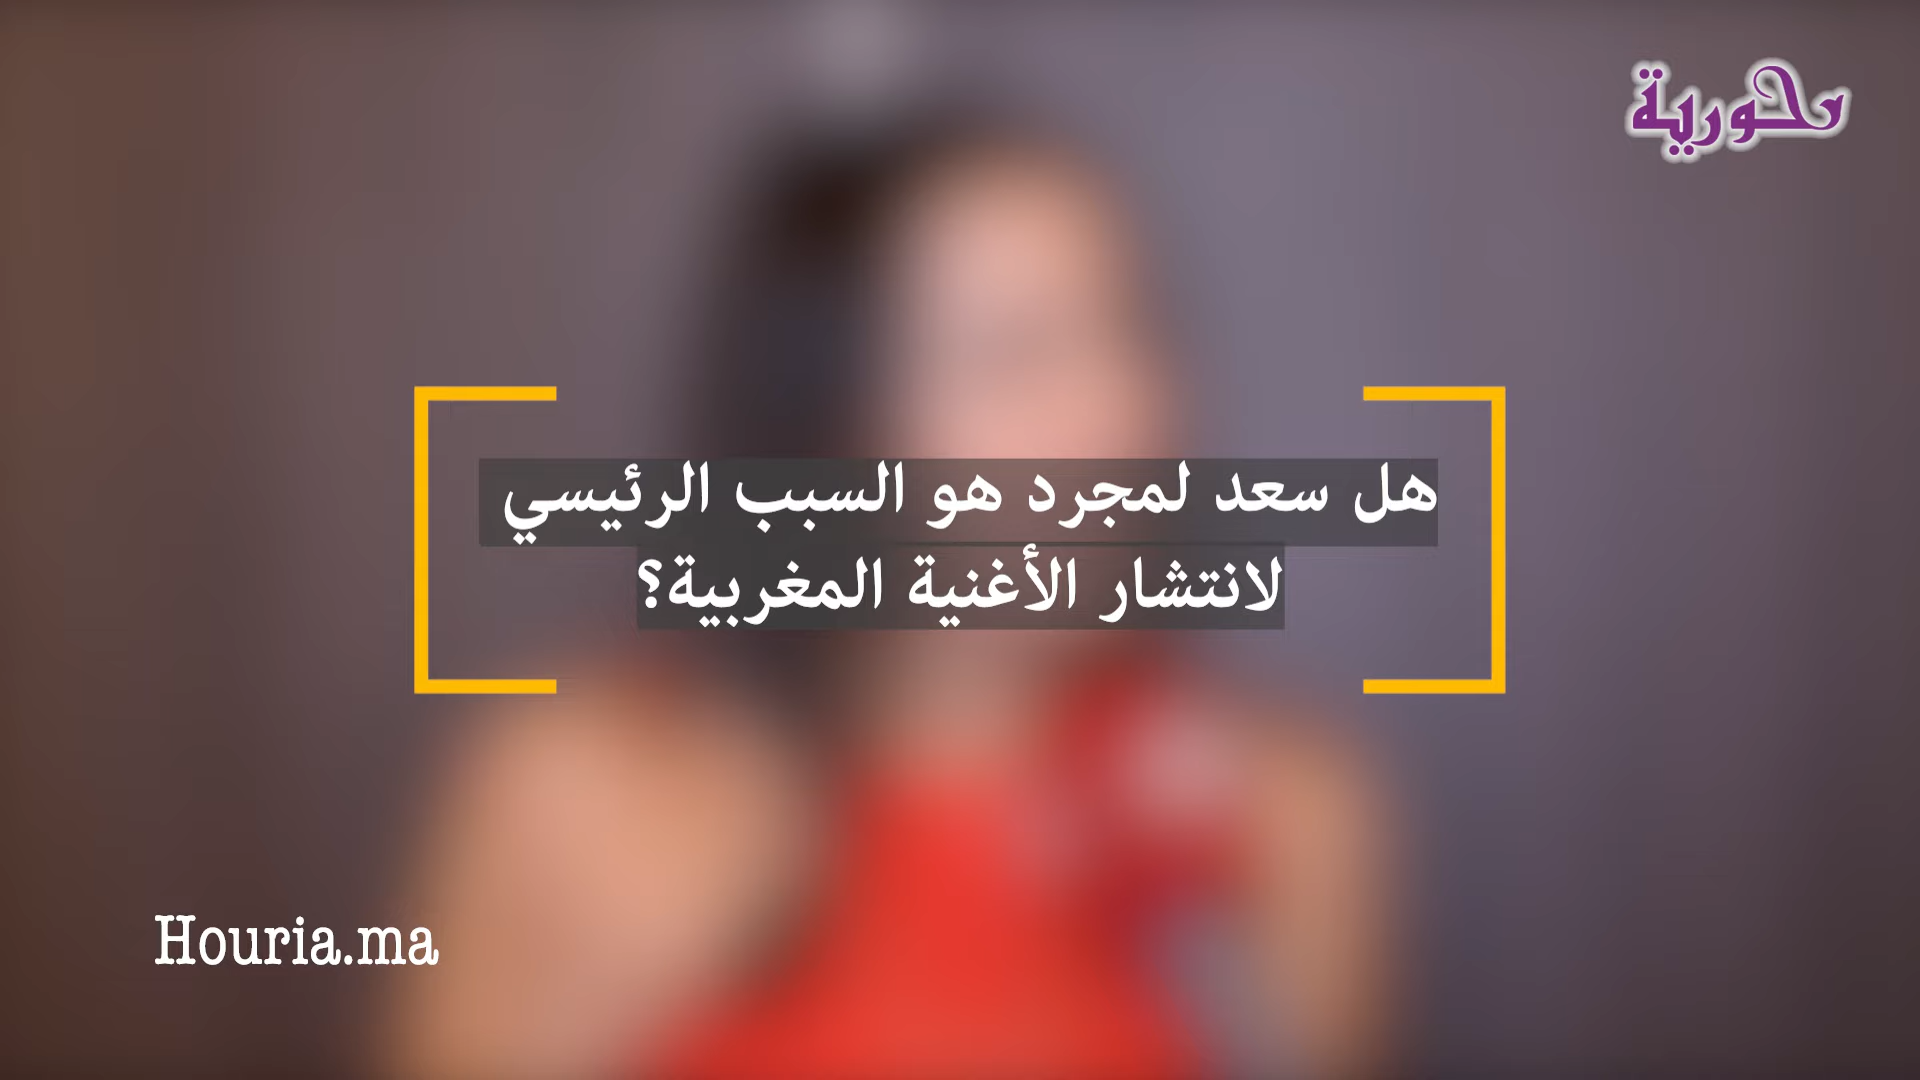 حورية
هل سعد لمجرد هو السبب الرئيسي
لانتشار الأغنية المغربية؟
Houria.ma